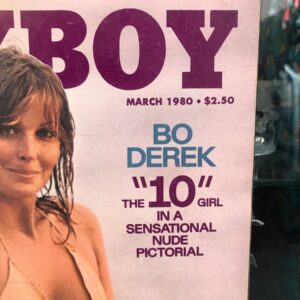 YBOY
MARCH 1980 • $2.50
BO
DEREK
"10"
THE GIRL
IN A
SENSATIONAL
NUDE
PICTORIAL